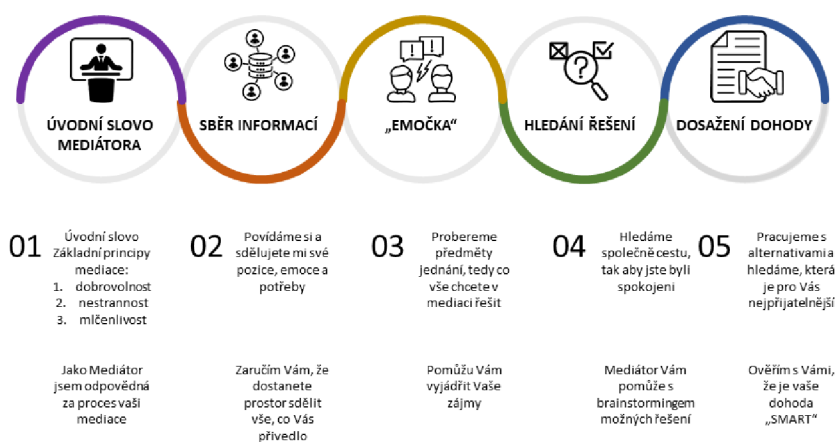 ÚVODNÍ SLOVO
MEDIÁTORA
SBĚR INFORMACÍ
„EMOČKA“
HLEDÁNÍ ŘEŠENÍ
DOSAŽENÍ DOHODY
01
Úvodní slovo
Základní principy
mediace:
1. dobrovolnost
2. nestrannost
3. mlčenlivost
02
Povídáme si a
sdělujete mi své
pozice, emoce a
potřeby
03
Probereme
předměty
jednání, tedy co
vše chcete v
mediaci řešit
04
Hledáme
společně cestu,
tak aby jste byli
spokojeni
05
Pracujeme s
alternativami a
hledáme, která
je pro Vás
nejpřijatelnější
Jako Mediátor
jsem odpovědná
za proces vaší
mediace
Zaručím Vám, že
dostanete
prostor sdělit
vše, co Vás
přivedlo
Pomůžu Vám
vyjádřit Vaše
zájmy
Mediátor Vám
pomůže s
brainstormingem
možných řešení
Ověřím s Vámi,
že je vaše
dohoda
„SMART“